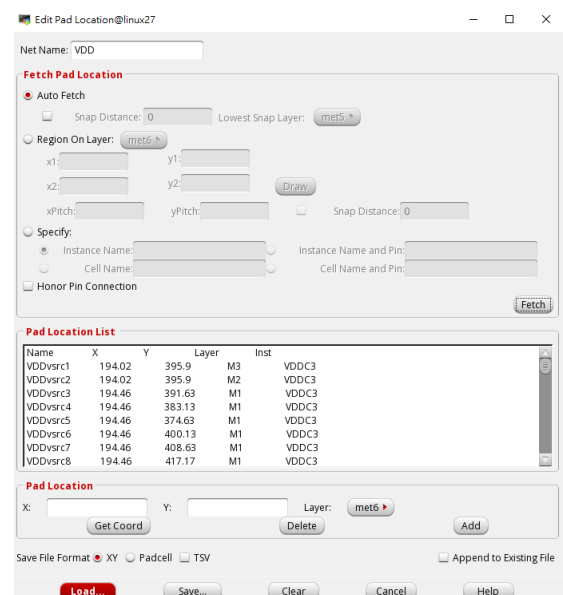 Edit Pad Location@linux27
Net Name: VDD
Fetch Pad Location
Auto Fetch
Snap Distance: 0 Lowest Snap Layer: met5
Region On Layer: met6
x1: y1:
x2: y2: Draw
xPitch: yPitch: Snap Distance: 0
Specify:
Instance Name: Instance Name and Pin:
Cell Name: Cell Name and Pin:
Honor Pin Connection
Fetch
Pad Location List
Name X Y Layer Inst
VDDvsrc1 194.02 395.9 M3 VDDC3
VDDvsrc2 194.02 395.9 M2 VDDC3
VDDvsrc3 194.46 391.63 M1 VDDC3
VDDvsrc4 194.46 383.13 M1 VDDC3
VDDvsrc5 194.46 374.63 M1 VDDC3
VDDvsrc6 194.46 400.13 M1 VDDC3
VDDvsrc7 194.46 408.63 M1 VDDC3
VDDvsrc8 194.46 417.17 M1 VDDC3
Pad Location
X: Y: Layer: met6
Get Coord Delete Add
Save File Format XY Padcell TSV Append to Existing File
Load... Save... Clear Cancel Help